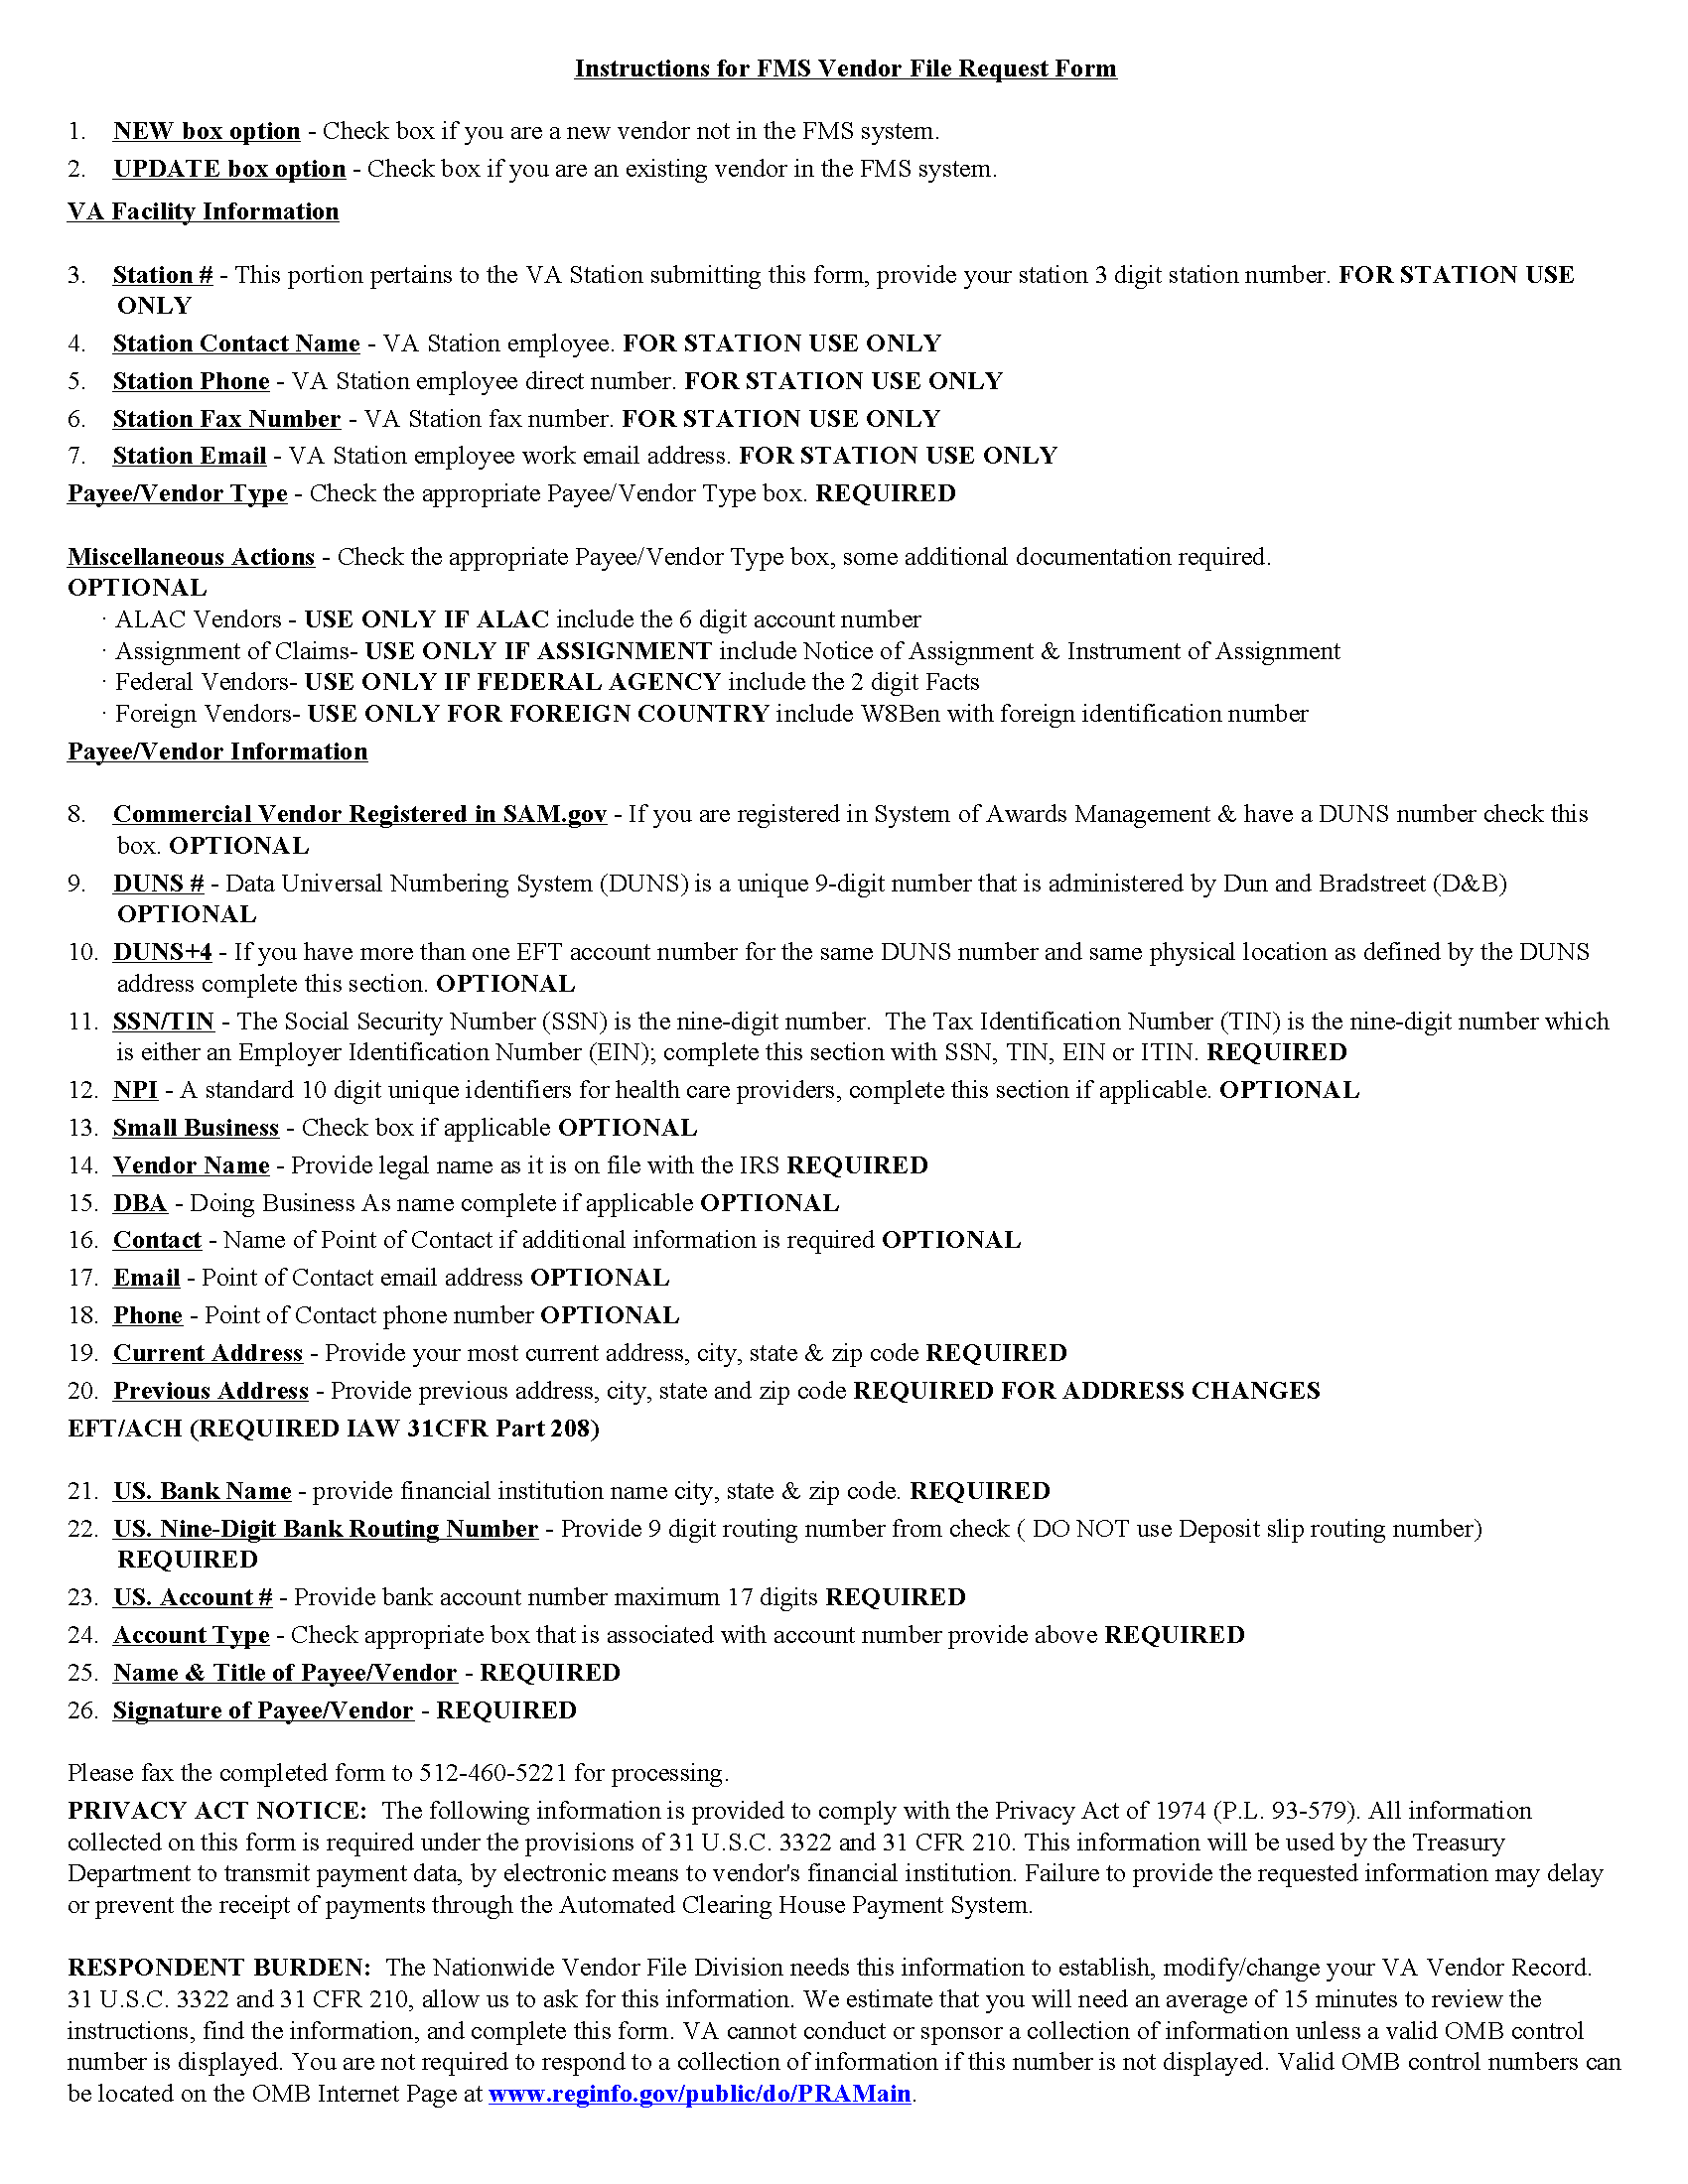 Instructions for FMS Vendor File Request Form
1. NEW box option - Check box if you are a new vendor not in the FMS system.
2. UPDATE box option - Check box if you are an existing vendor in the FMS system.
VA Facility Information
3. Station # - This portion pertains to the VA Station submitting this form, provide your station 3 digit station number. FOR STATION USE
ONLY
4. Station Contact Name - VA Station employee. FOR STATION USE ONLY
5. Station Phone - VA Station employee direct number. FOR STATION USE ONLY
6. Station Fax Number - VA Station fax number. FOR STATION USE ONLY
7. Station Email - VA Station employee work email address. FOR STATION USE ONLY
Payee/Vendor Type - Check the appropriate Payee/Vendor Type box. REQUIRED
Miscellaneous Actions - Check the appropriate Payee/Vendor Type box, some additional documentation required.
OPTIONAL
· ALAC Vendors - USE ONLY IF ALAC include the 6 digit account number
· Assignment of Claims- USE ONLY IF ASSIGNMENT include Notice of Assignment & Instrument of Assignment
· Federal Vendors- USE ONLY IF FEDERAL AGENCY include the 2 digit Facts
· Foreign Vendors- USE ONLY FOR FOREIGN COUNTRY include W8Ben with foreign identification number
Payee/Vendor Information
8. Commercial Vendor Registered in SAM.gov - If you are registered in System of Awards Management & have a DUNS number check this
box. OPTIONAL
9. DUNS # - Data Universal Numbering System (DUNS) is a unique 9-digit number that is administered by Dun and Bradstreet (D&B)
OPTIONAL
10. DUNS+4 - If you have more than one EFT account number for the same DUNS number and same physical location as defined by the DUNS
address complete this section. OPTIONAL
11. SSN/TIN - The Social Security Number (SSN) is the nine-digit number. The Tax Identification Number (TIN) is the nine-digit number which
is either an Employer Identification Number (EIN); complete this section with SSN, TIN, EIN or ITIN. REQUIRED
12. NPI - A standard 10 digit unique identifiers for health care providers, complete this section if applicable. OPTIONAL
13. Small Business - Check box if applicable OPTIONAL
14. Vendor Name - Provide legal name as it is on file with the IRS REQUIRED
15. DBA - Doing Business As name complete if applicable OPTIONAL
16. Contact - Name of Point of Contact if additional information is required OPTIONAL
17. Email - Point of Contact email address OPTIONAL
18. Phone - Point of Contact phone number OPTIONAL
19. Current Address - Provide your most current address, city, state & zip code REQUIRED
20. Previous Address - Provide previous address, city, state and zip code REQUIRED FOR ADDRESS CHANGES
EFT/ACH (REQUIRED IAW 31CFR Part 208)
21. US. Bank Name - provide financial institution name city, state & zip code. REQUIRED
22. US. Nine-Digit Bank Routing Number - Provide 9 digit routing number from check ( DO NOT use Deposit slip routing number)
REQUIRED
23. US. Account # - Provide bank account number maximum 17 digits REQUIRED
24. Account Type - Check appropriate box that is associated with account number provide above REQUIRED
25. Name & Title of Payee/Vendor - REQUIRED
26. Signature of Payee/Vendor - REQUIRED
Please fax the completed form to 512-460-5221 for processing.
PRIVACY ACT NOTICE: The following information is provided to comply with the Privacy Act of 1974 (P.L. 93-579). All information
collected on this form is required under the provisions of 31 U.S.C. 3322 and 31 CFR 210. This information will be used by the Treasury
Department to transmit payment data, by electronic means to vendor's financial institution. Failure to provide the requested information may delay
or prevent the receipt of payments through the Automated Clearing House Payment System.
RESPONDENT BURDEN: The Nationwide Vendor File Division needs this information to establish, modify/change your VA Vendor Record.
31 U.S.C. 3322 and 31 CFR 210, allow us to ask for this information. We estimate that you will need an average of 15 minutes to review the
instructions, find the information, and complete this form. VA cannot conduct or sponsor a collection of information unless a valid OMB control
number is displayed. You are not required to respond to a collection of information if this number is not displayed. Valid OMB control numbers can
be located on the OMB Internet Page at www.reginfo.gov/public/do/PRAMain.